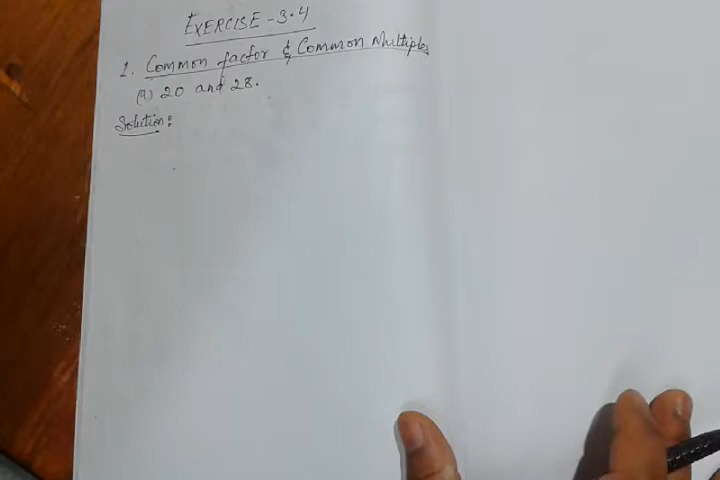 EXERCISE - 3.4
1. Common factor & Common Multiples
(a) 20 and 28.
Solution: